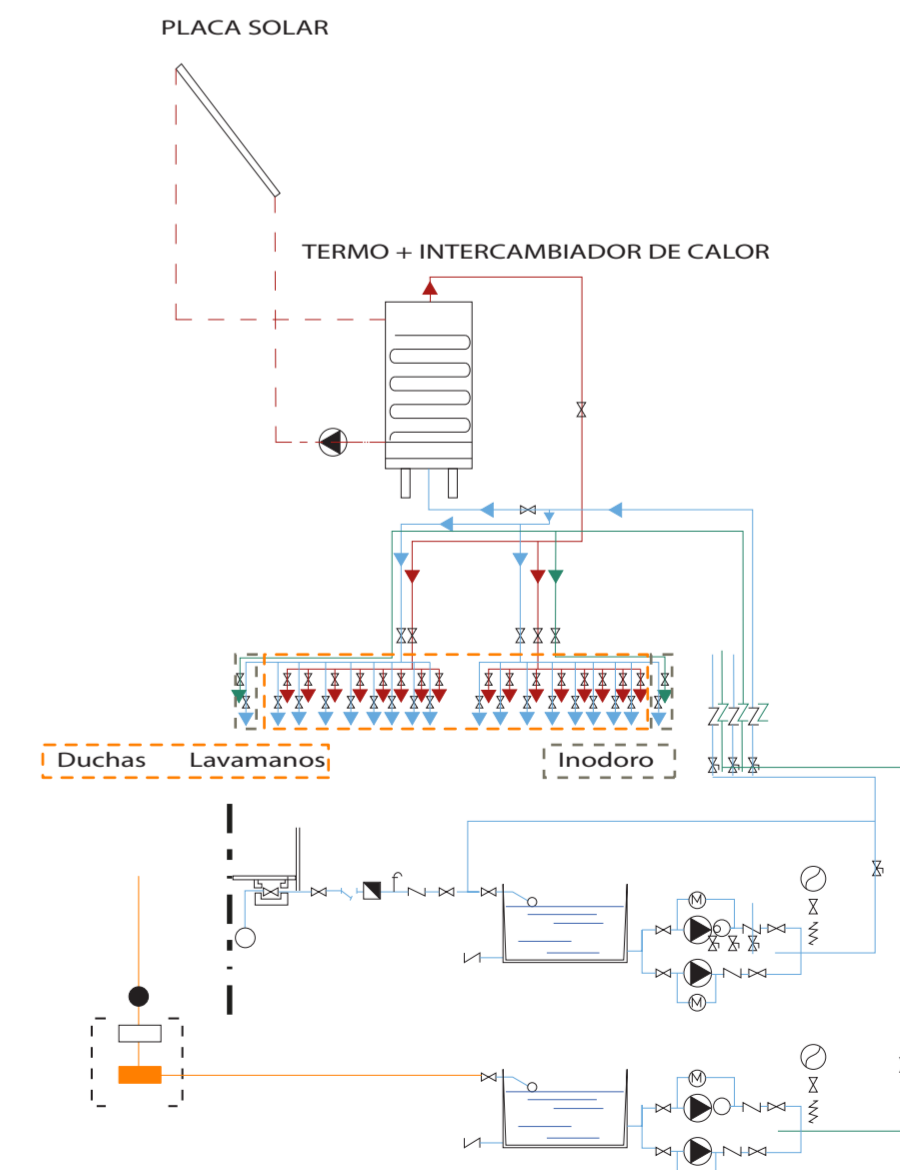 PLACA SOLAR
TERMO + INTERCAMBIADOR DE CALOR
Duchas Lavamanos
Inodoro
M
M
M